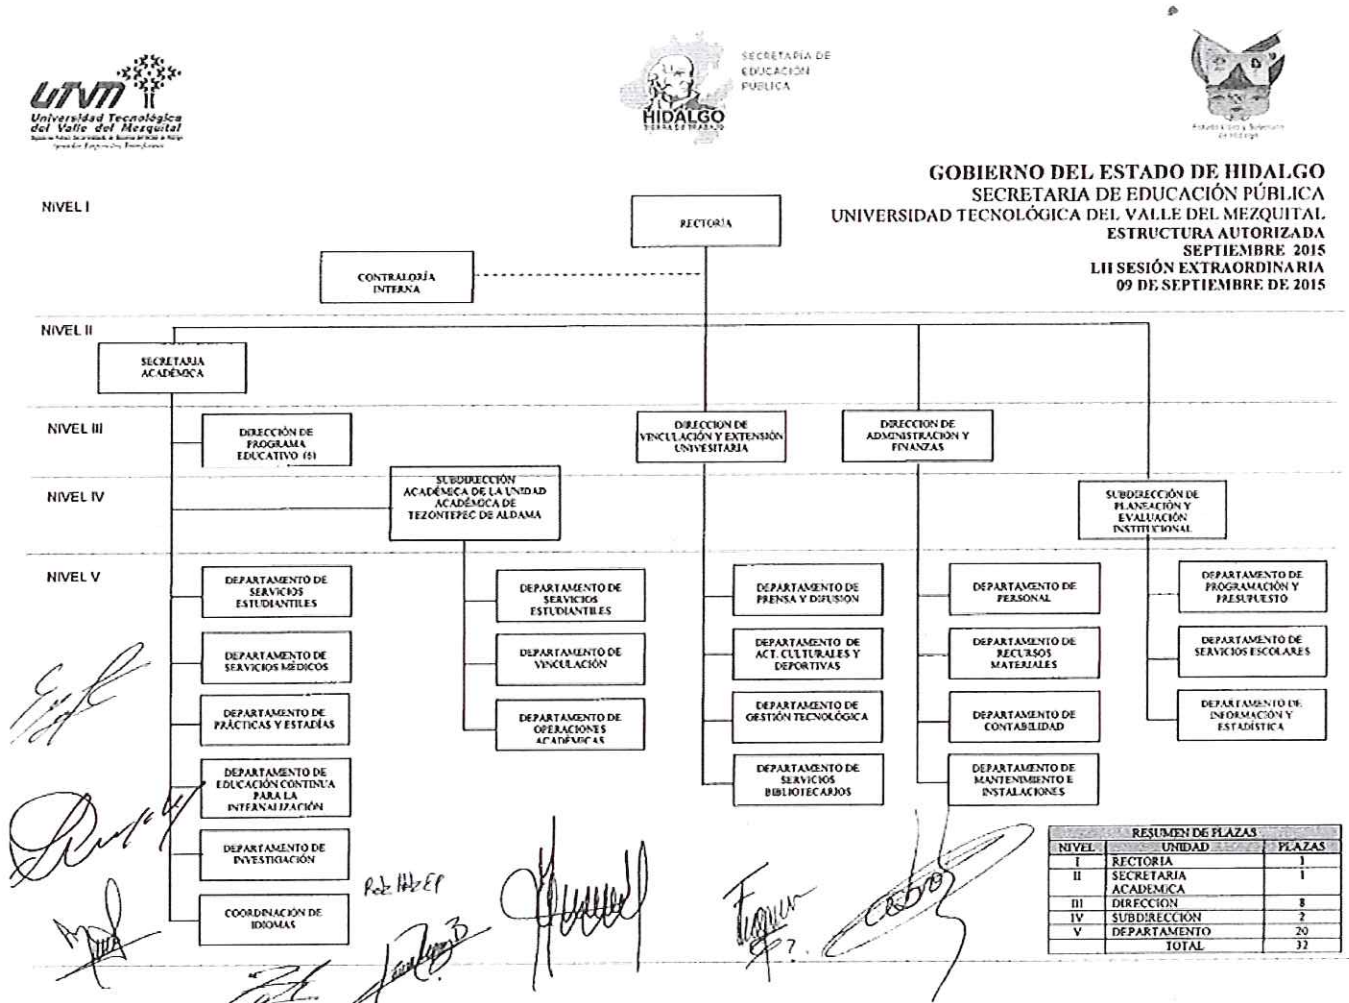 UTVM
Universidad Tecnológica
del Valle del Mezquital
HIDALGO
TIERRA DE TRABAJO
SECRETARÍA DE
EDUCACIÓN
PÚBLICA
GOBIERNO DEL ESTADO DE HIDALGO
SECRETARIA DE EDUCACIÓN PÚBLICA
UNIVERSIDAD TECNOLÓGICA DEL VALLE DEL MEZQUITAL
ESTRUCTURA AUTORIZADA
SEPTIEMBRE 2015
LII SESIÓN EXTRAORDINARIA
09 DE SEPTIEMBRE DE 2015
NIVEL I
RECTORÍA
CONTRALORÍA
INTERNA
NIVEL II
SECRETARIA
ACADÉMICA
NIVEL III
DIRECCIÓN DE
PROGRAMA
EDUCATIVO (6)
DIRECCION DE
VINCULACIÓN Y EXTENSIÓN
UNIVESITARIA
DIRECCION DE
ADMINISTRACIÓN Y
FINANZAS
NIVEL IV
SUBDIRECCIÓN
ACADÉMICA DE LA UNIDAD
ACADÉMICA DE
TEZONTEPEC DE ALDAMA
SUBDIRECCIÓN DE
PLANEACIÓN Y
EVALUACIÓN
INSTITUCIONAL
NIVEL V
DEPARTAMENTO DE
SERVICIOS
ESTUDIANTILES
DEPARTAMENTO DE
SERVICIOS MÉDICOS
DEPARTAMENTO DE
PRÁCTICAS Y ESTADÍAS
DEPARTAMENTO DE
EDUCACIÓN CONTINUA
PARA LA
INTERNALIZACIÓN
DEPARTAMENTO DE
INVESTIGACIÓN
COORDINACIÓN DE
IDIOMAS
DEPARTAMENTO DE
SERVICIOS
ESTUDIANTILES
DEPARTAMENTO DE
VINCULACIÓN
DEPARTAMENTO DE
OPERACIONES
ACADÉMICAS
DEPARTAMENTO DE
PRENSA Y DIFUSIÓN
DEPARTAMENTO DE
ACT. CULTURALES Y
DEPORTIVAS
DEPARTAMENTO DE
GESTIÓN TECNOLÓGICA
DEPARTAMENTO DE
SERVICIOS
BIBLIOTECARIOS
DEPARTAMENTO DE
PERSONAL
DEPARTAMENTO DE
RECURSOS
MATERIALES
DEPARTAMENTO DE
CONTABILIDAD
DEPARTAMENTO DE
MANTENIMIENTO E
INSTALACIONES
DEPARTAMENTO DE
PROGRAMACIÓN Y
PRESUPUESTO
DEPARTAMENTO DE
SERVICIOS ESCOLARES
DEPARTAMENTO DE
INFORMACIÓN Y
ESTADÍSTICA
RESUMEN DE PLAZAS
NIVEL UNIDAD PLAZAS
I RECTORIA 1
II SECRETARIA ACADEMICA 1
III DIRECCION 8
IV SUBDIRECCIÓN 2
V DEPARTAMENTO 20
TOTAL 32